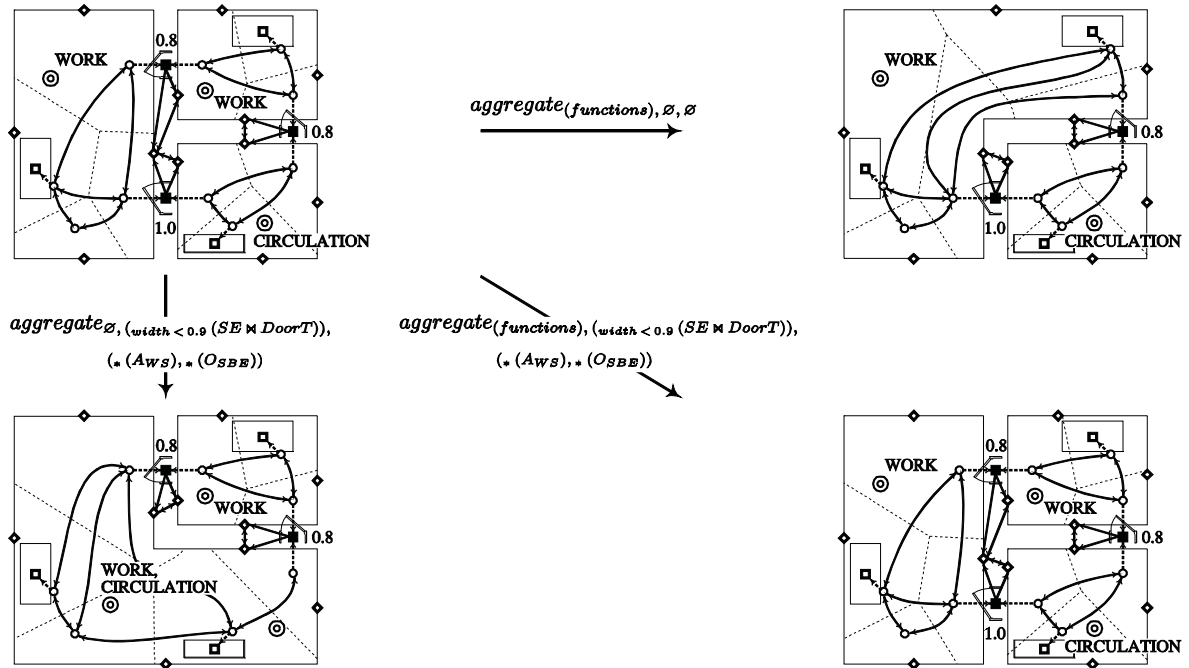 0.8
WORK
WORK
0.8
1.0
CIRCULATION
aggregate(functions), ∅, ∅
WORK
0.8
1.0
CIRCULATION
aggregate∅, (width < 0.9 (SE ⋈ DoorT)),
(* (AWS), * (OSBE))
aggregate(functions), (width < 0.9 (SE ⋈ DoorT)),
(* (AWS), * (OSBE))
0.8
WORK
0.8
WORK,
CIRCULATION
0.8
WORK
WORK
0.8
1.0
CIRCULATION